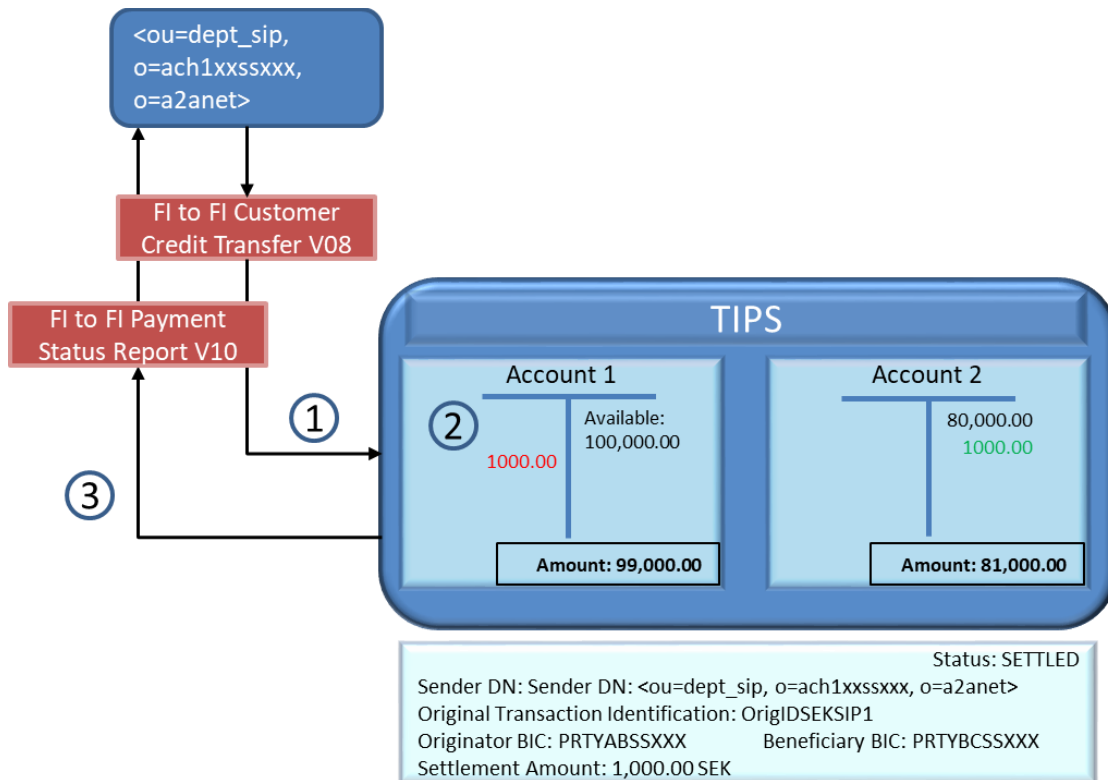 <ou=dept_sip,
o=ach1xxssxxx,
o=a2anet>
FI to FI Customer
Credit Transfer V08
FI to FI Payment
Status Report V10
1
3
TIPS
Account 1
2
Available:
100,000.00
1000.00
Amount: 99,000.00
Account 2
80,000.00
1000.00
Amount: 81,000.00
Status: SETTLED
Sender DN: Sender DN: <ou=dept_sip, o=ach1xxssxxx, o=a2anet>
Original Transaction Identification: OrigIDSEKSIP1
Originator BIC: PRTYABSSXXX Beneficiary BIC: PRTYBCSSXXX
Settlement Amount: 1,000.00 SEK